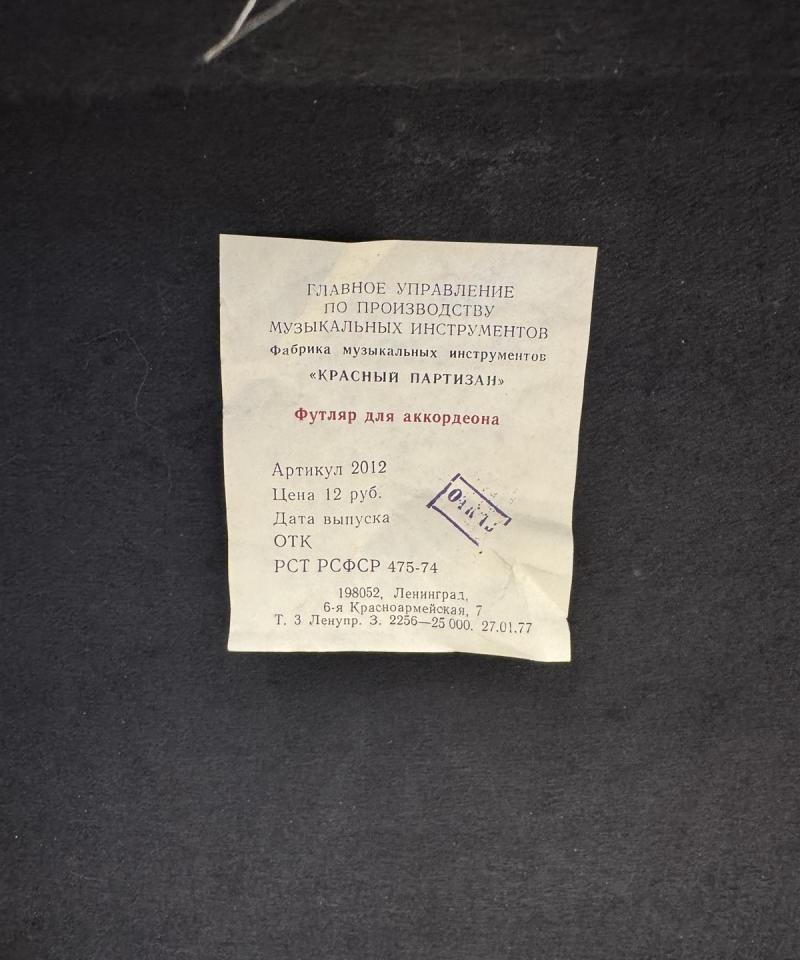 ГЛАВНОЕ УПРАВЛЕНИЕ
ПО ПРОИЗВОДСТВУ
МУЗЫКАЛЬНЫХ ИНСТРУМЕНТОВ
Фабрика музыкальных инструментов
«КРАСНЫЙ ПАРТИЗАН»
Футляр для аккордеона
Артикул 2012
Цена 12 руб.
Дата выпуска
ОТК
РСТ РСФСР 475-74
198052, Ленинград,
6-я Красноармейская, 7
Т. 3 Ленупр. З. 2256—25 000. 27.01.77